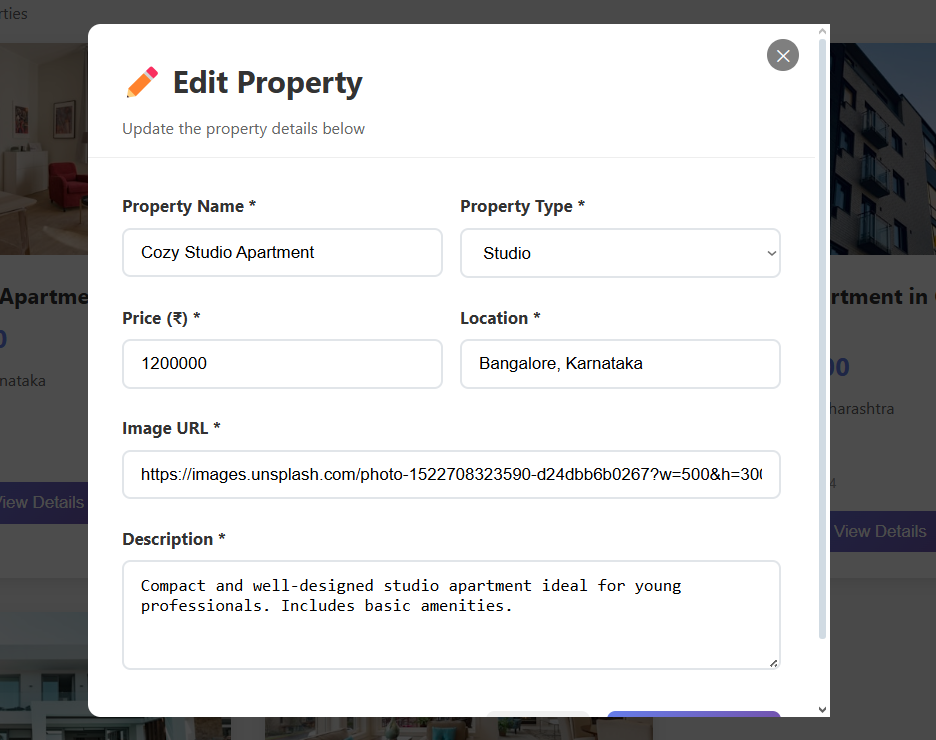 rties
Edit Property
Update the property details below
Property Name *
Property Type *
Cozy Studio Apartment
Studio
Apartme
rtment in
Price (₹) *
Location *
0
1200000
Bangalore, Karnataka
00
nataka
harashtra
Image URL *
https://images.unsplash.com/photo-1522708323590-d24dbb6b0267?w=500&h=300
4
View Details
View Details
Description *
Compact and well-designed studio apartment ideal for young
professionals. Includes basic amenities.